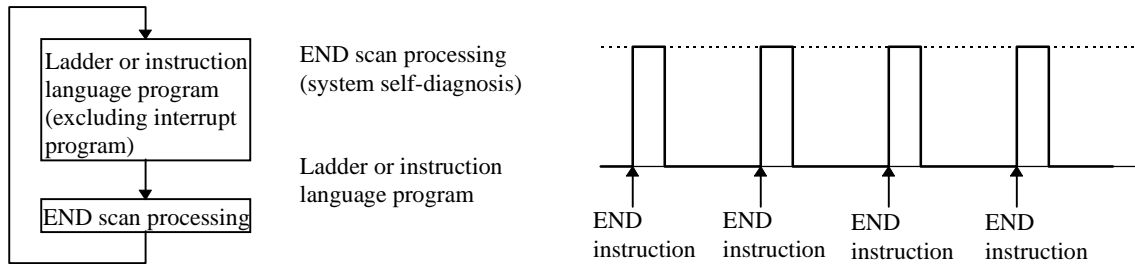 Ladder or instruction
language program
(excluding interrupt
program)
END scan processing
END scan processing
(system self-diagnosis)
Ladder or instruction
language program
END
instruction
END
instruction
END
instruction
END
instruction